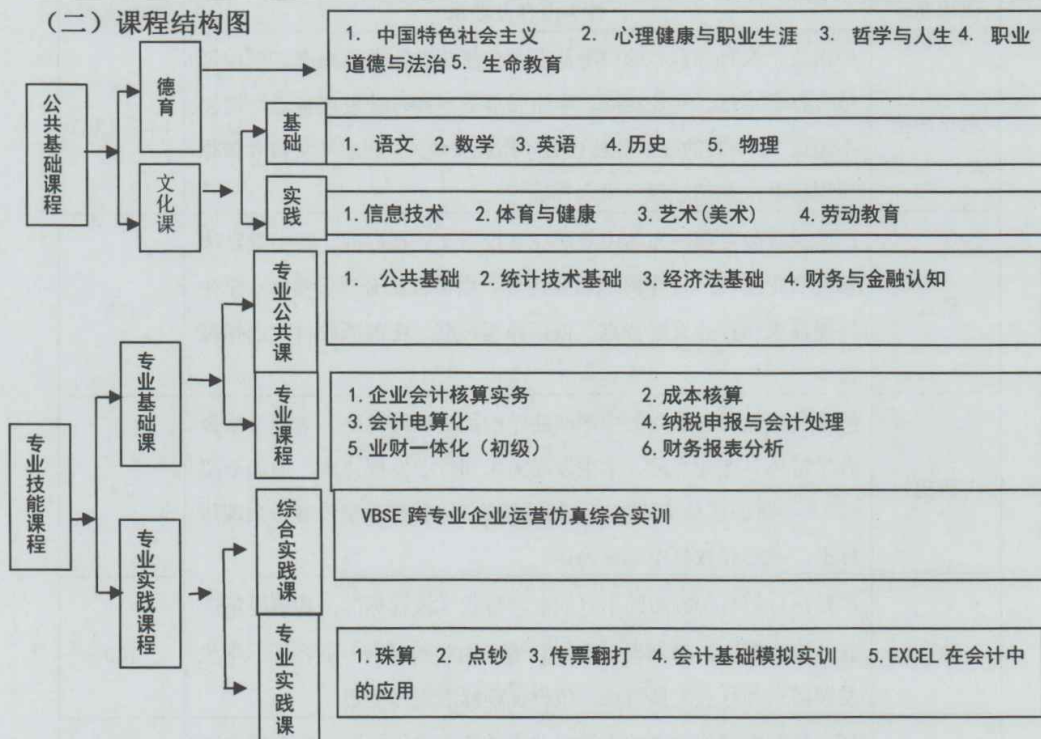 （二）课程结构图
公共基础课程
德育
1. 中国特色社会主义 2. 心理健康与职业生涯 3. 哲学与人生 4. 职业
道德与法治 5. 生命教育
文化课
基础
1. 语文 2.数学 3.英语 4.历史 5. 物理
实践
1.信息技术 2.体育与健康 3.艺术(美术) 4.劳动教育
专业技能课程
专业基础课
专业公共课
1. 公共基础 2.统计技术基础 3.经济法基础 4.财务与金融认知
专业课程
1.企业会计核算实务 2.成本核算
3.会计电算化 4.纳税申报与会计处理
5.业财一体化（初级） 6.财务报表分析
专业实践课程
综合实践课
VBSE 跨专业企业运营仿真综合实训
专业实践课
1.珠算 2. 点钞 3.传票翻打 4.会计基础模拟实训 5.EXCEL 在会计中
的应用